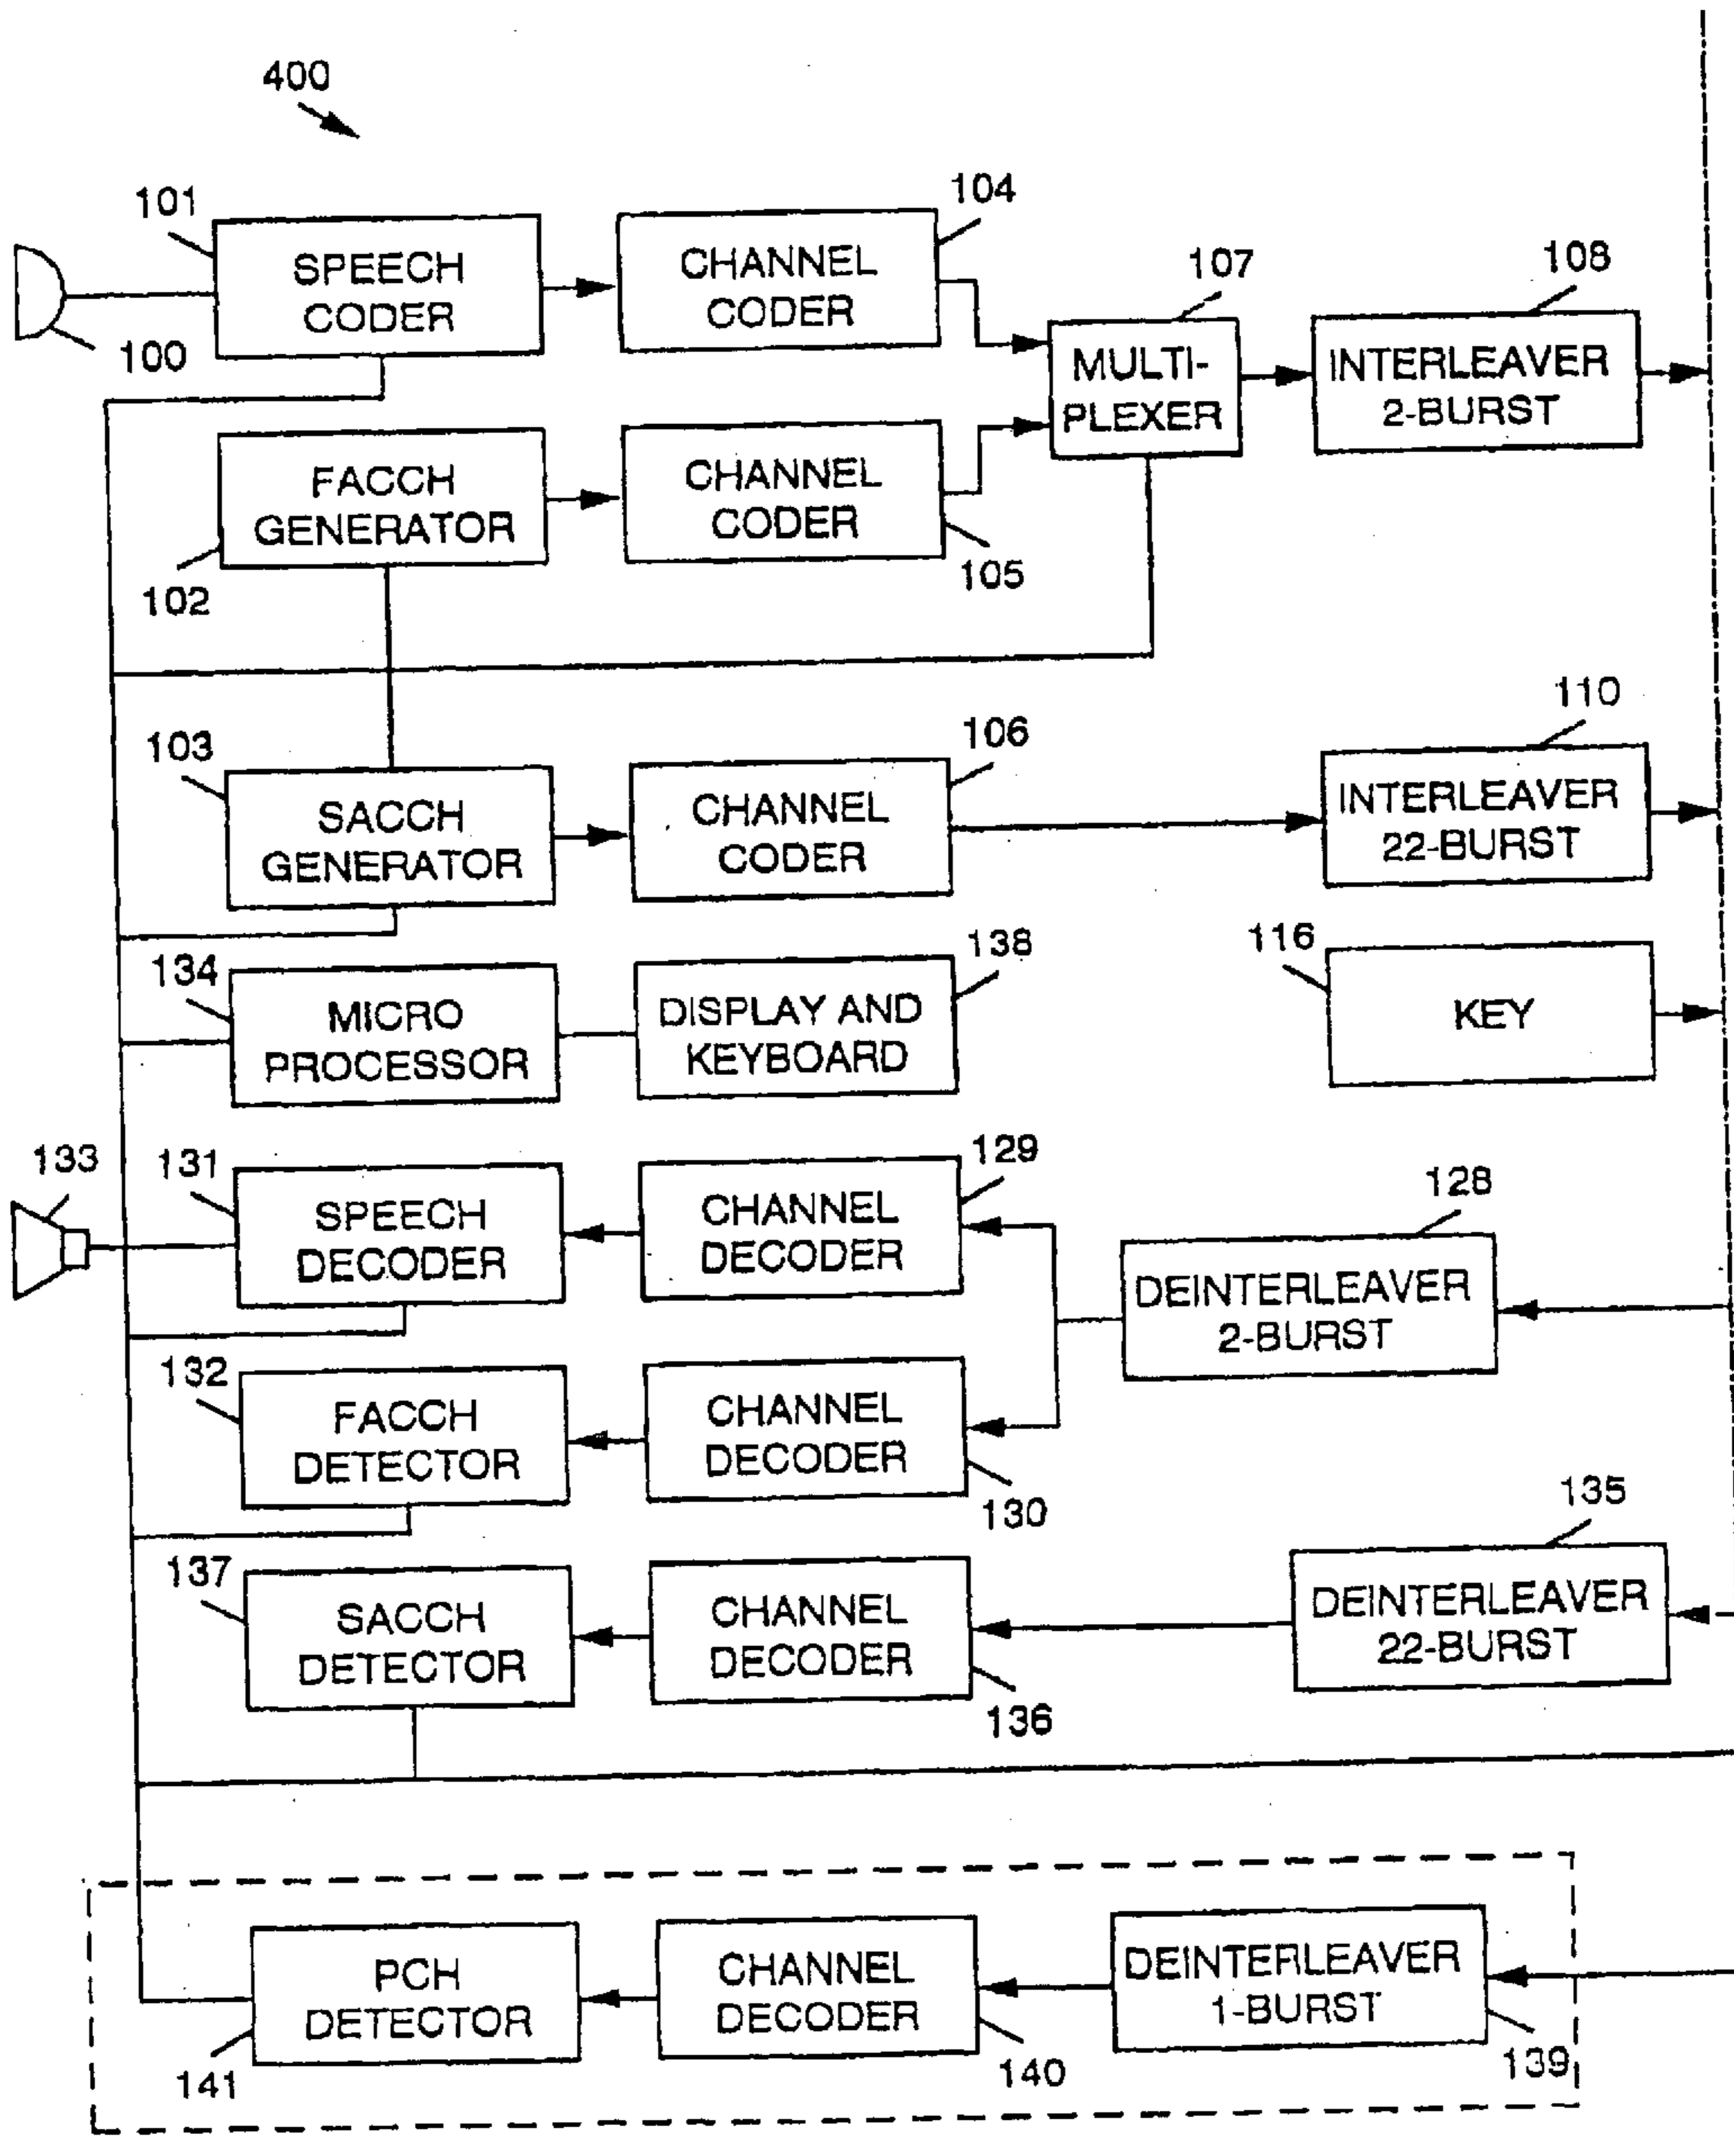 400
101
SPEECH
CODER
100
104
CHANNEL
CODER
107
MULTI-
PLEXER
108
INTERLEAVER
2-BURST
FACCH
GENERATOR
102
CHANNEL
CODER
105
103
SACCH
GENERATOR
106
CHANNEL
CODER
110
INTERLEAVER
22-BURST
134
MICRO
PROCESSOR
138
DISPLAY AND
KEYBOARD
116
KEY
133
131
SPEECH
DECODER
129
CHANNEL
DECODER
128
DEINTERLEAVER
2-BURST
132
FACCH
DETECTOR
CHANNEL
DECODER
130
135
DEINTERLEAVER
22-BURST
137
SACCH
DETECTOR
CHANNEL
DECODER
136
PCH
DETECTOR
141
CHANNEL
DECODER
140
DEINTERLEAVER
1-BURST
139